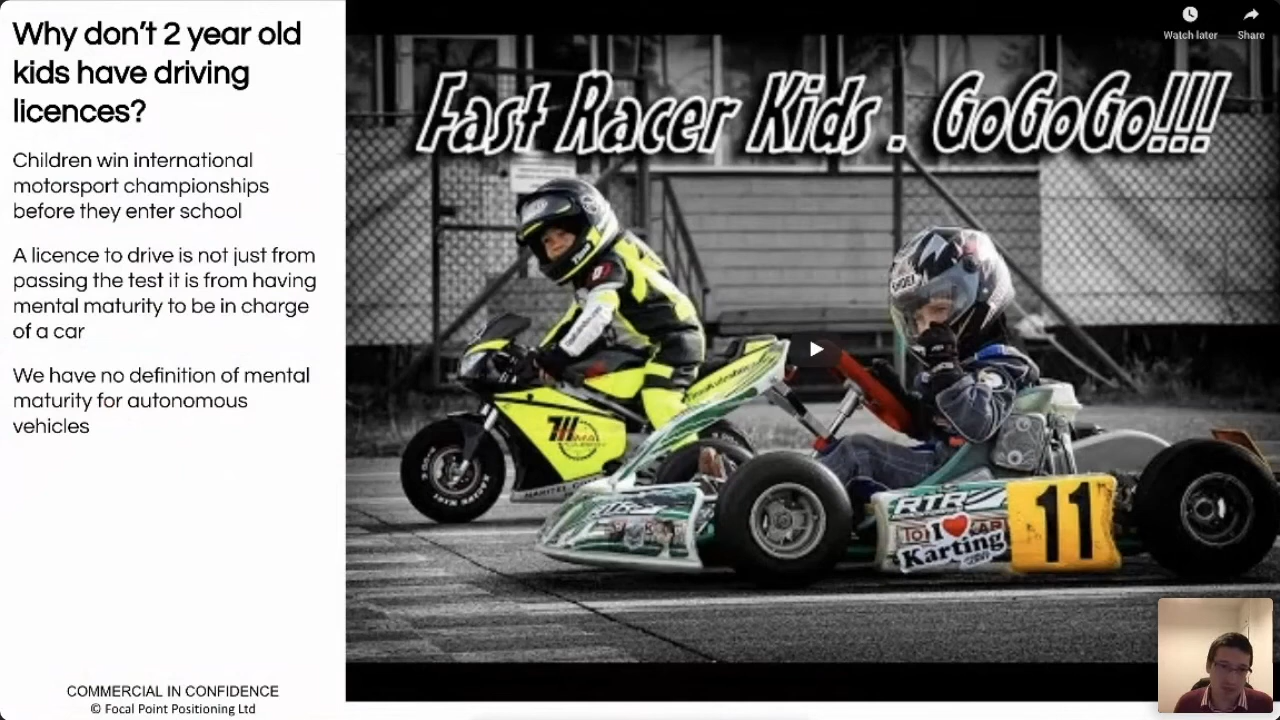 Why don't 2 year old
kids have driving
licences?
Children win international
motorsport championships
before they enter school
A licence to drive is not just from
passing the test it is from having
mental maturity to be in charge
of a car
We have no definition of mental
maturity for autonomous
vehicles
COMMERCIAL IN CONFIDENCE
© Focal Point Positioning Ltd
Watch later
Share
Fast Racer Kids . GoGoGo!!!
RTR
I ❤ Karting
11